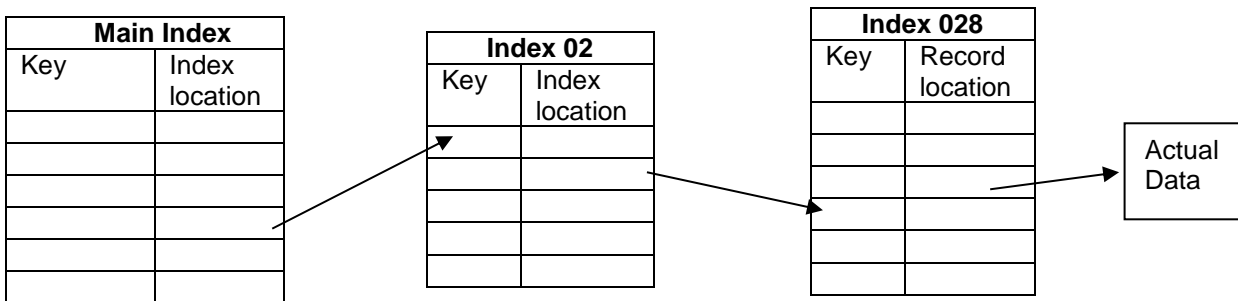 Main Index
Key Index
location
Index 02
Key Index
location
Index 028
Key Record
location
Actual
Data